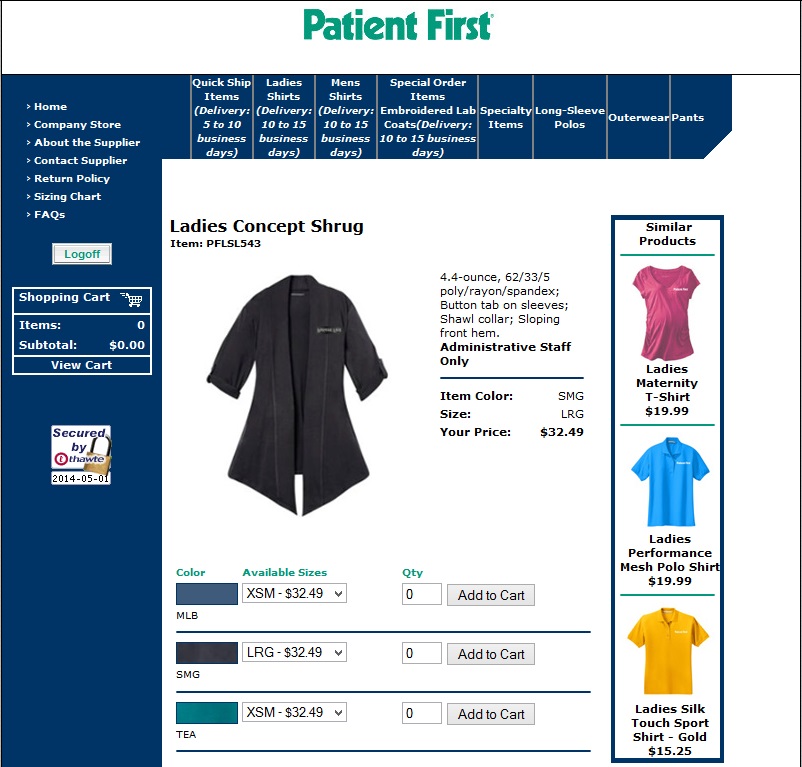 Patient First
› Home
› Company Store
› About the Supplier
› Contact Supplier
› Return Policy
› Sizing Chart
› FAQs
Logoff
Shopping Cart
Items: 0
Subtotal: $0.00
View Cart
Secured
by
thawte
2014-05-01
Quick Ship
Items
(Delivery:
5 to 10
business
days)
Ladies
Shirts
(Delivery:
10 to 15
business
days)
Mens
Shirts
(Delivery:
10 to 15
business
days)
Special Order
Items
Embroidered Lab
Coats(Delivery:
10 to 15 business
days)
Specialty
Items
Long-Sleeve
Polos
Outerwear
Pants
Ladies Concept Shrug
Item: PFLSL543
4.4-ounce, 62/33/5
poly/rayon/spandex;
Button tab on sleeves;
Shawl collar; Sloping
front hem.
Administrative Staff
Only
Item Color: SMG
Size: LRG
Your Price: $32.49
Color Available Sizes Qty
XSM - $32.49 0 Add to Cart
MLB
LRG - $32.49 0 Add to Cart
SMG
XSM - $32.49 0 Add to Cart
TEA
Similar
Products
Ladies
Maternity
T-Shirt
$19.99
Ladies
Performance
Mesh Polo Shirt
$19.99
Ladies Silk
Touch Sport
Shirt - Gold
$15.25